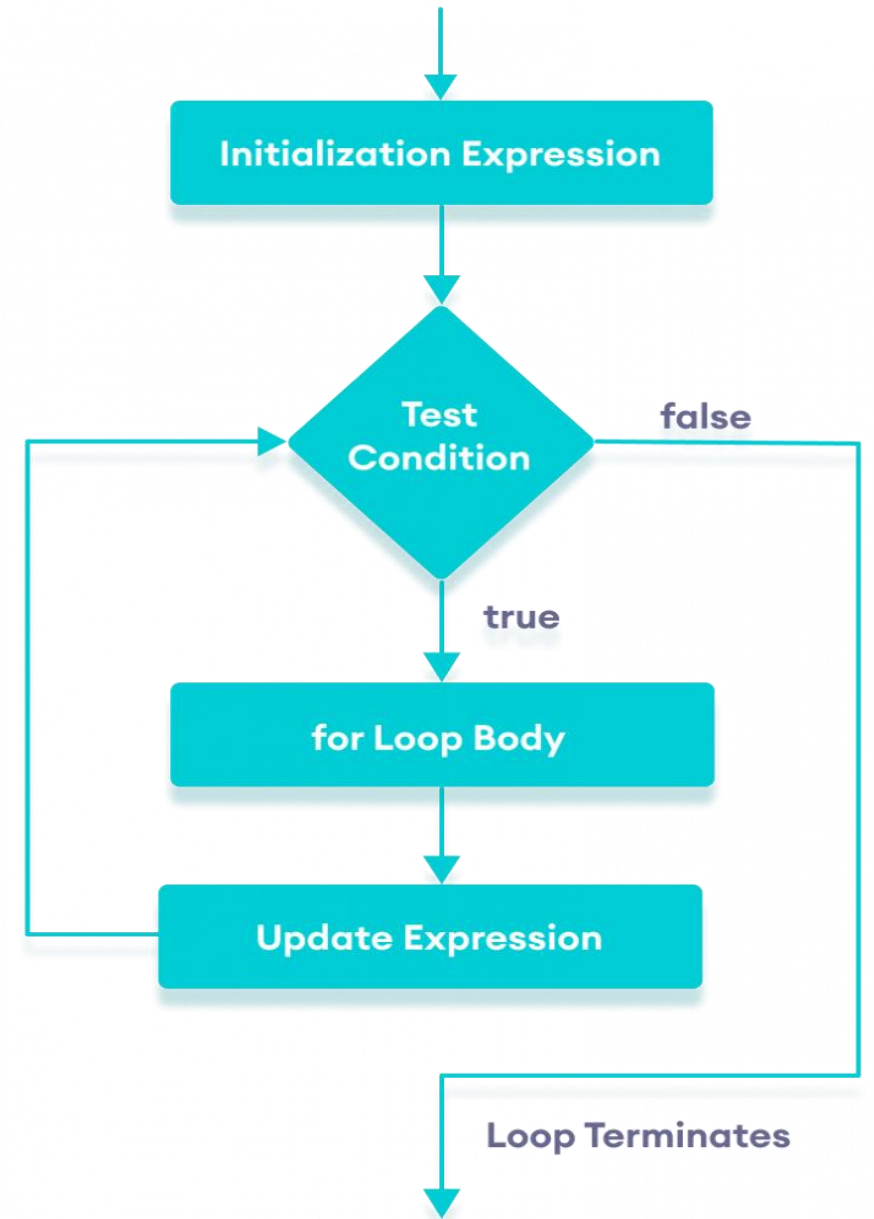 Initialization Expression
Test
Condition
false
true
for Loop Body
Update Expression
Loop Terminates